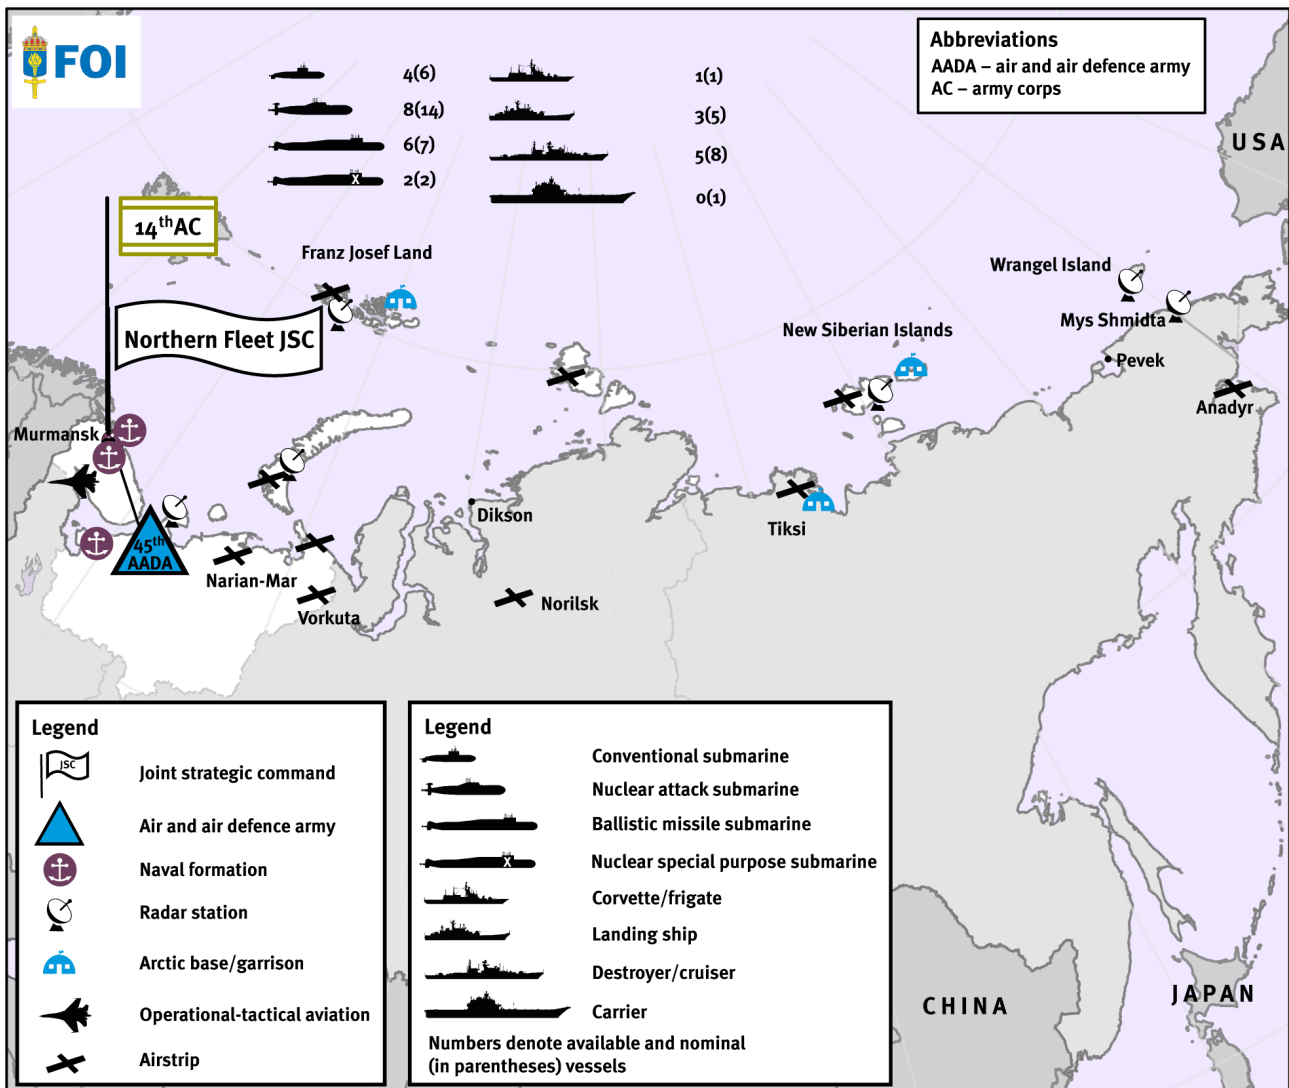 FOI
Abbreviations
AADA – air and air defence army
AC – army corps
4(6)
8(14)
6(7)
X
2(2)
1(1)
3(5)
5(8)
0(1)
USA
14thAC
Franz Josef Land
Northern Fleet JSC
Wrangel Island
Mys Shmidta
New Siberian Islands
Pevek
Anadyr
Murmansk
Dikson
Tiksi
45th
AADA
Narian-Mar
Vorkuta
Norilsk
Legend
JSC
Joint strategic command
Air and air defence army
Naval formation
Radar station
Arctic base/garrison
Operational-tactical aviation
Airstrip
Legend
Conventional submarine
Nuclear attack submarine
Ballistic missile submarine
X
Nuclear special purpose submarine
Corvette/frigate
Landing ship
Destroyer/cruiser
Carrier
Numbers denote available and nominal
(in parentheses) vessels
CHINA
JAPAN